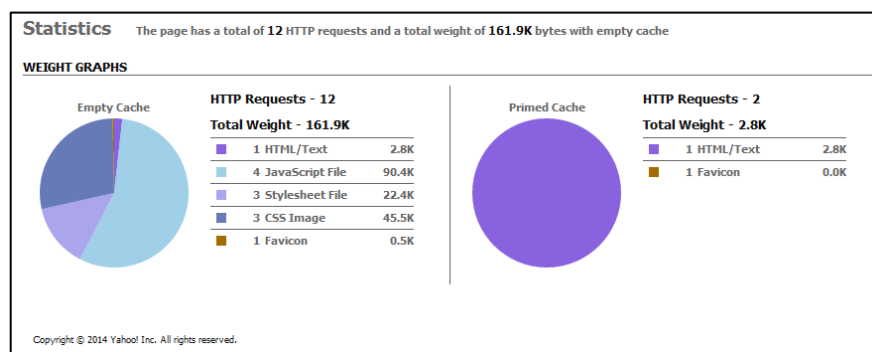 Statistics The page has a total of 12 HTTP requests and a total weight of 161.9K bytes with empty cache
WEIGHT GRAPHS
Empty Cache
HTTP Requests - 12
Total Weight - 161.9K
1 HTML/Text 2.8K
4 JavaScript File 90.4K
3 Stylesheet File 22.4K
3 CSS Image 45.5K
1 Favicon 0.5K
Primed Cache
HTTP Requests - 2
Total Weight - 2.8K
1 HTML/Text 2.8K
1 Favicon 0.0K
Copyright © 2014 Yahoo! Inc. All rights reserved.